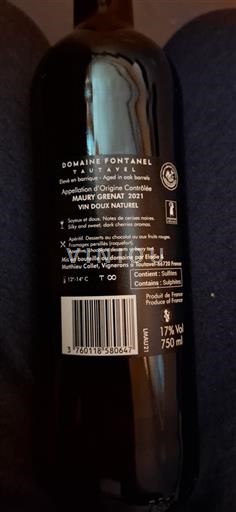 DOMAINE FONTANEL
TAUTAVEL
Elevé en barrique - Aged in oak barrels
Appellation d'Origine Contrôlée
MAURY GRENAT 2021
VIN DOUX NATUREL
Soyeux et doux. Notes de cerises noires.
Silky and sweet, dark cherries aromas.
Apéritif. Desserts au chocolat ou aux fruits rouges.
Fromages persillés (roquefort).
Mis en bouteille au domaine par Elodie &
Matthieu Collet, Vignerons à Tautavel 66720 France
12°-14° C
Contient : Sulfites
Contains : Sulphites
Produit de France
Produce of France
LMAU21
17% Vol
750 ml
3 760118 580647